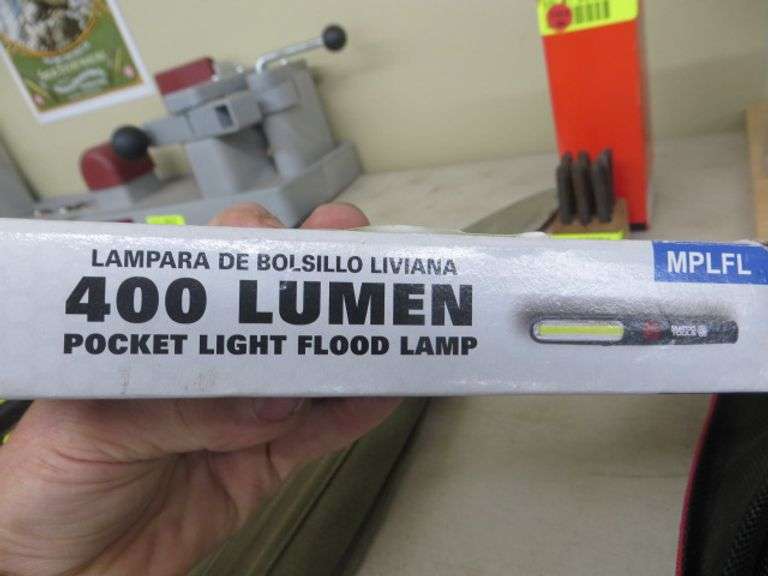 LAMPARA DE BOLSILLO LIVIANA
400 LUMEN
POCKET LIGHT FLOOD LAMP
MPLFL